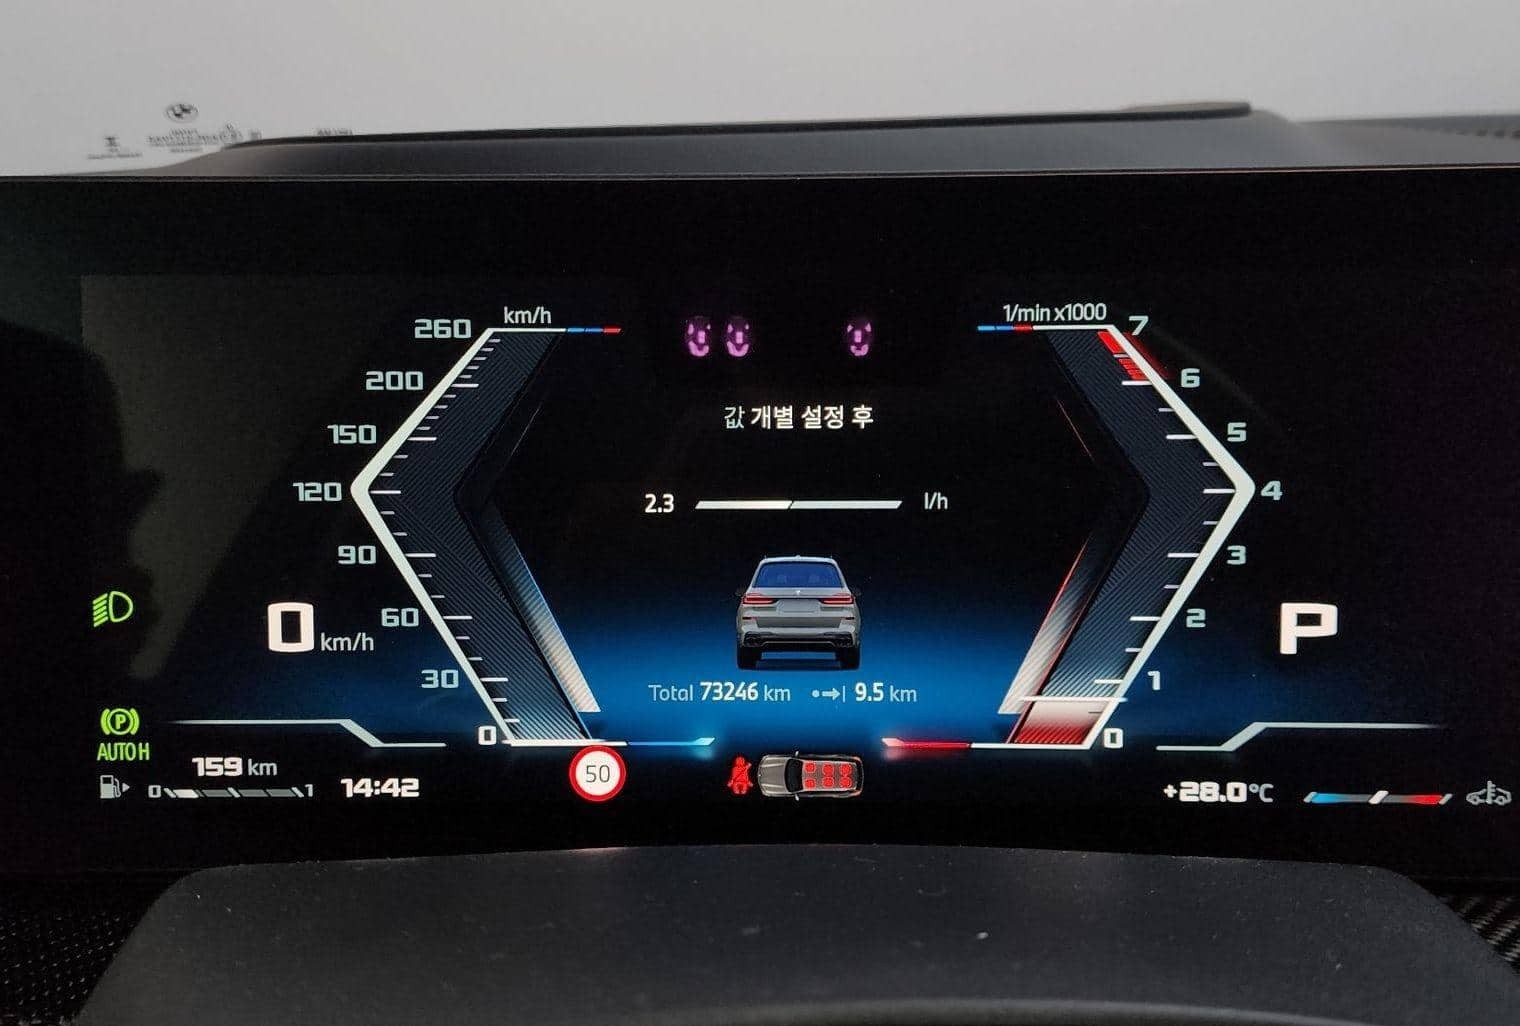 km/h
1/min x1000
260
200
150
120
90
60
30
0
7
6
5
4
3
2
1
0
값 개별 설정 후
2.3 l/h
0 km/h
P
Total 73246 km 9.5 km
(P)
AUTO H
159 km
0 1
14:42
50
+28.0°C